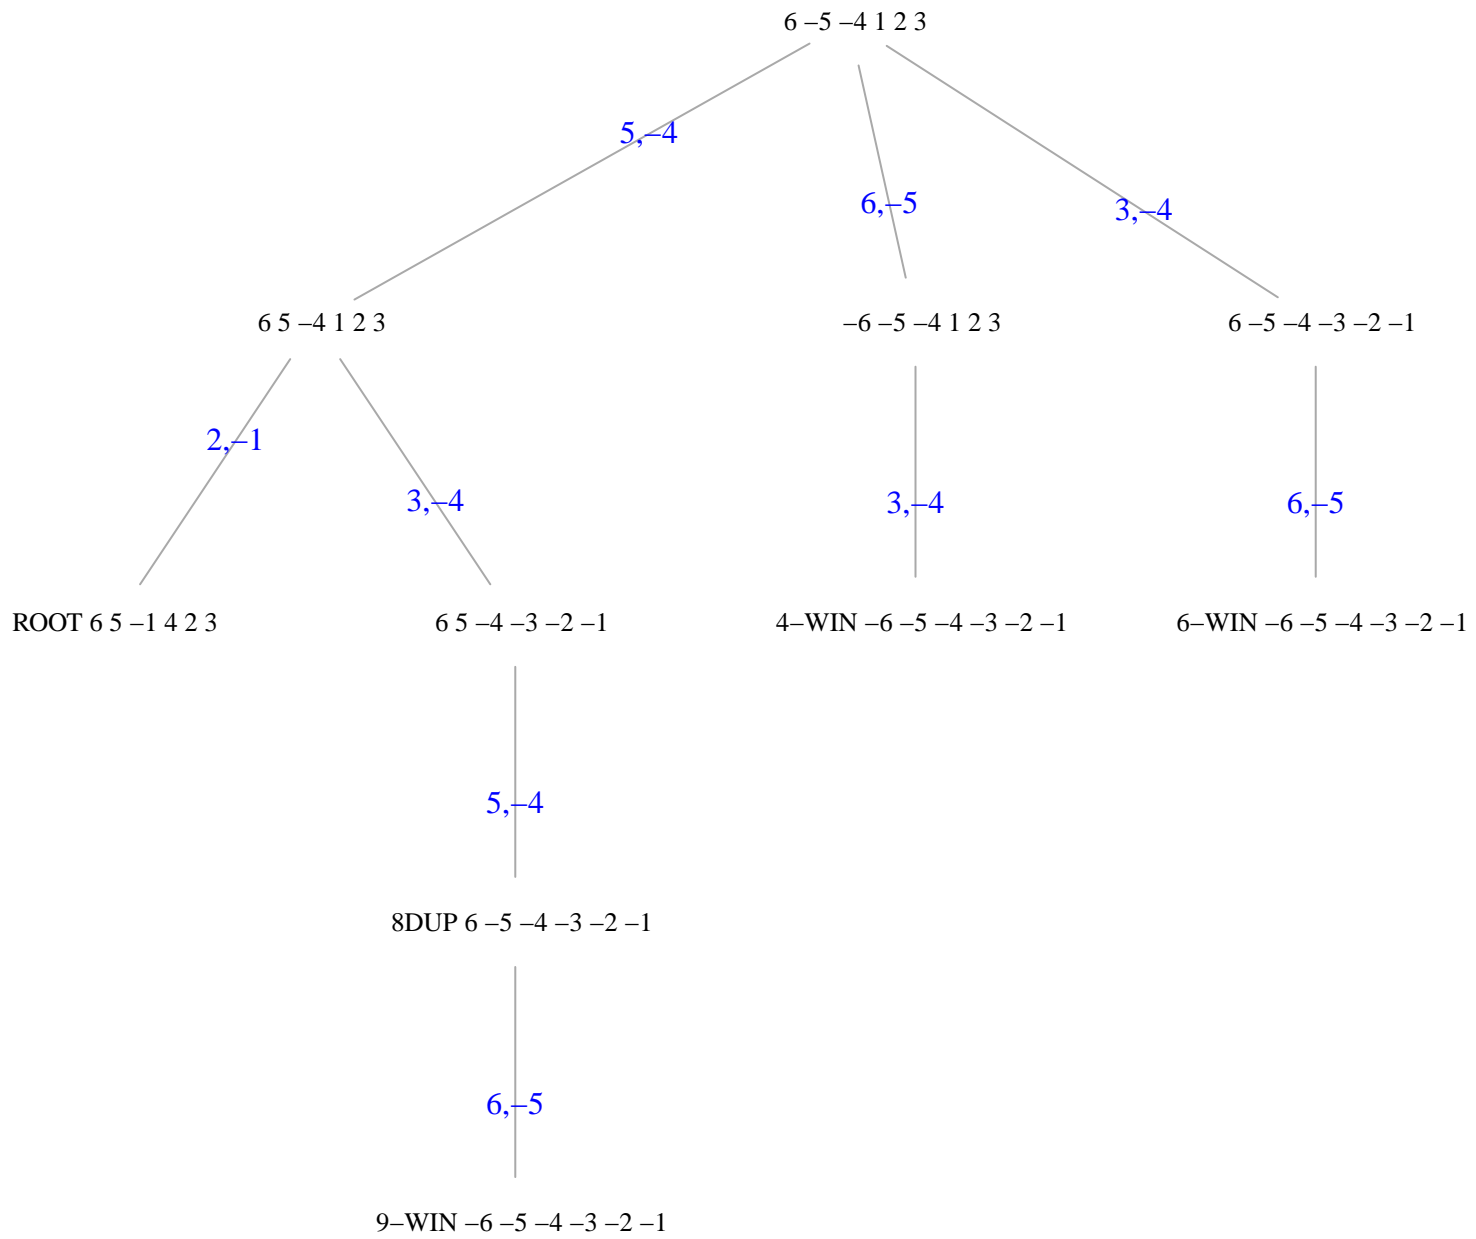 6 –5 –4 1 2 3
5,–4
6,–5
3,–4
6 5 –4 1 2 3
–6 –5 –4 1 2 3
6 –5 –4 –3 –2 –1
2,–1
3,–4
3,–4
6,–5
ROOT 6 5 –1 4 2 3
6 5 –4 –3 –2 –1
4–WIN –6 –5 –4 –3 –2 –1
6–WIN –6 –5 –4 –3 –2 –1
5,–4
8DUP 6 –5 –4 –3 –2 –1
6,–5
9–WIN –6 –5 –4 –3 –2 –1